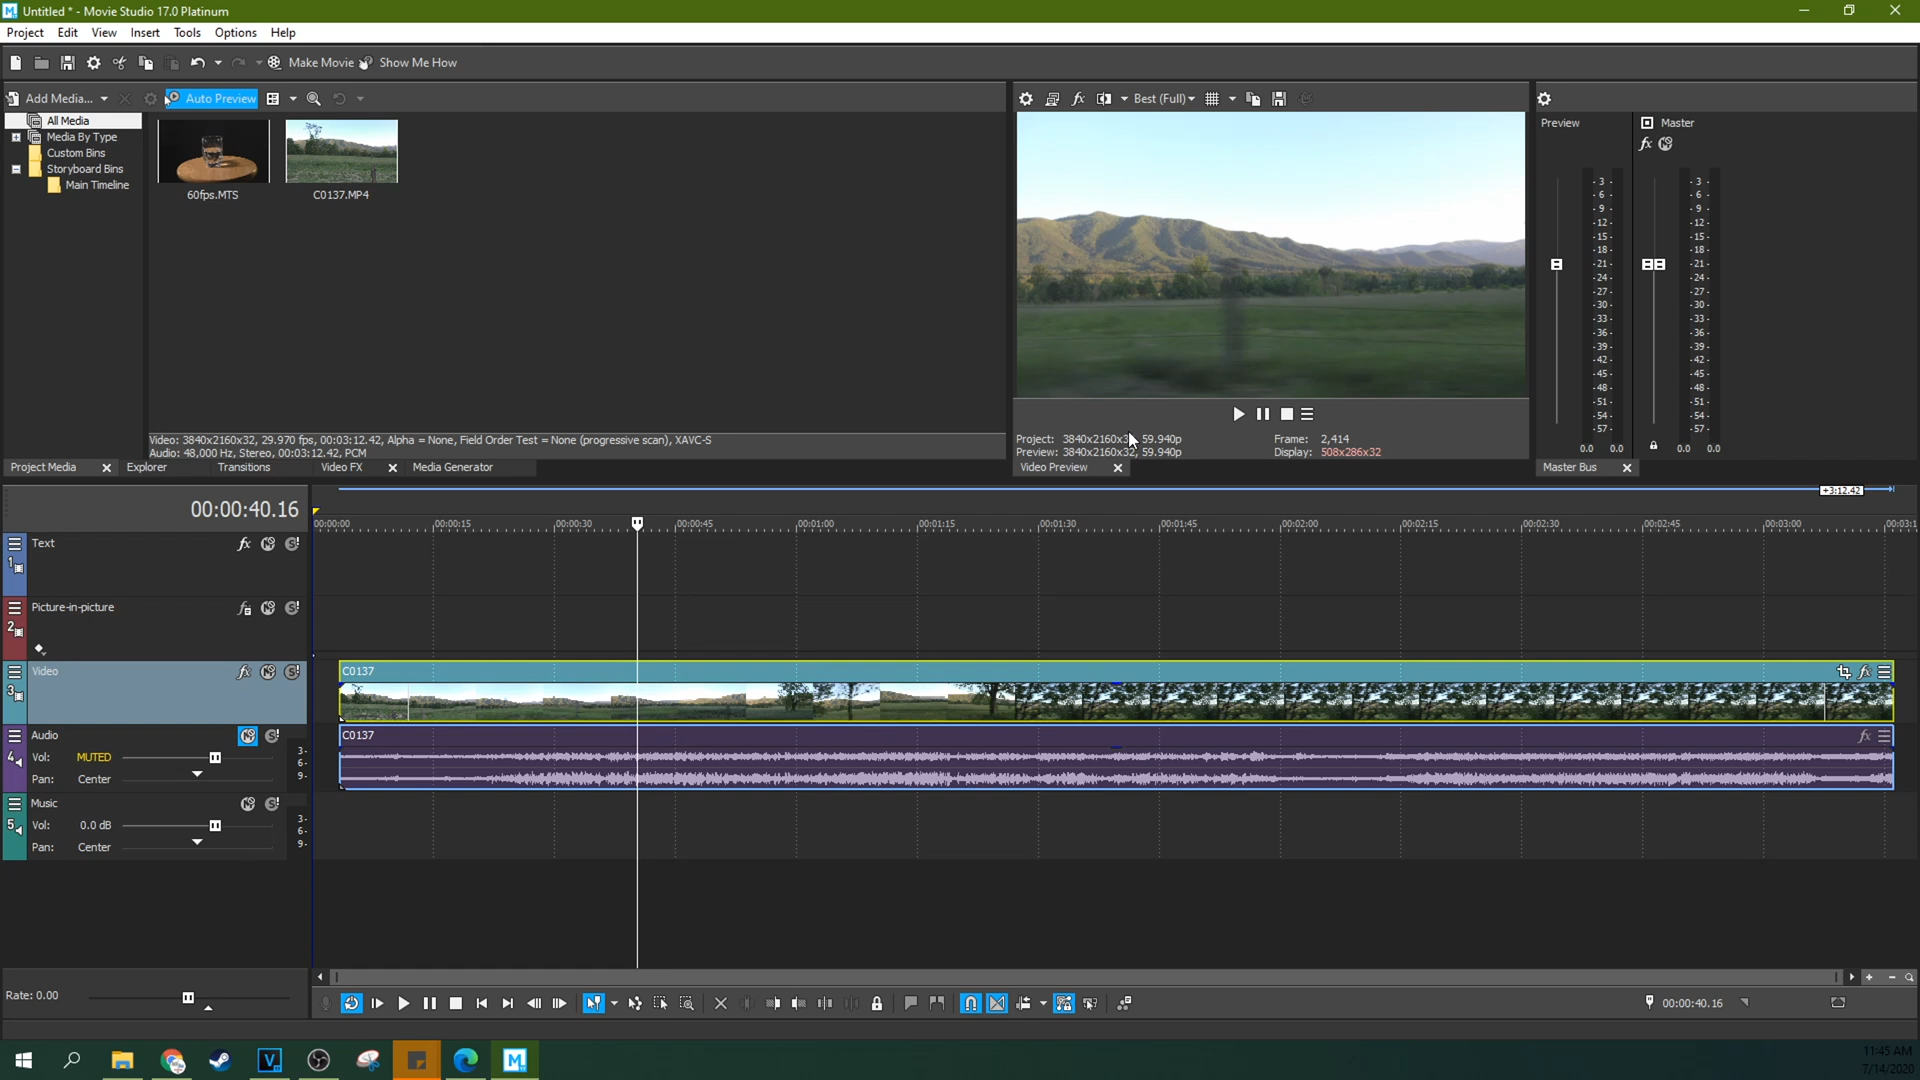 Untitled * - Movie Studio 17.0 Platinum
Project Edit View Insert Tools Options Help
Make Movie Show Me How
Add Media... Auto Preview Best (Full)
All Media
Media By Type
Custom Bins
Storyboard Bins
Main Timeline
60fps.MTS C0137.MP4
Preview Master
fx
-3- -3-
-6- -6-
-9- -9-
-12- -12-
-15- -15-
-18- -18-
-21- -21-
-24- -24-
-27- -27-
-30- -30-
-33- -33-
-36- -36-
-39- -39-
-42- -42-
-45- -45-
-48- -48-
-51- -51-
-54- -54-
-57- -57-
0.0 0.0 0.0 0.0
Video: 3840x2160x32, 29.970 fps, 00:03:12.42, Alpha = None, Field Order Test = None (progressive scan), XAVC-S
Audio: 48,000 Hz, Stereo, 00:03:12.42, PCM
Project: 3840x2160x3 59.940p Frame: 2,414
Preview: 3840x2160x32, 59.940p Display: 508x286x32
Project Media Explorer Transitions Video FX Media Generator Video Preview Master Bus
+3:12.42
00:00:40.16
00:00:00 00:00:15 00:00:30 00:00:45 00:01:00 00:01:15 00:01:30 00:01:45 00:02:00 00:02:15 00:02:30 00:02:45 00:03:00 00:03:1
1 Text fx
2 Picture-in-picture
3 Video fx
C0137 fx
4 Audio
Vol: MUTED
Pan: Center
3-
6-
9-
C0137 fx
5 Music
Vol: 0.0 dB
Pan: Center
3-
6-
9-
Rate: 0.00
00:00:40.16
11:45 AM
7/14/2020